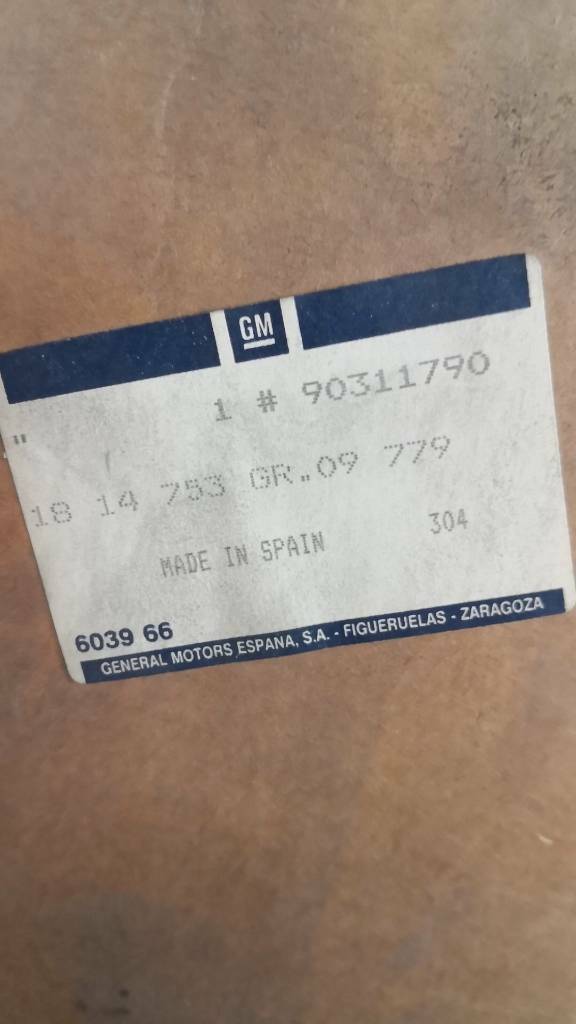 GM
1 # 90311790
"
18 14 753 GR.09 779
MADE IN SPAIN 304
6039 66
GENERAL MOTORS ESPANA, S.A. - FIGUERUELAS - ZARAGOZA